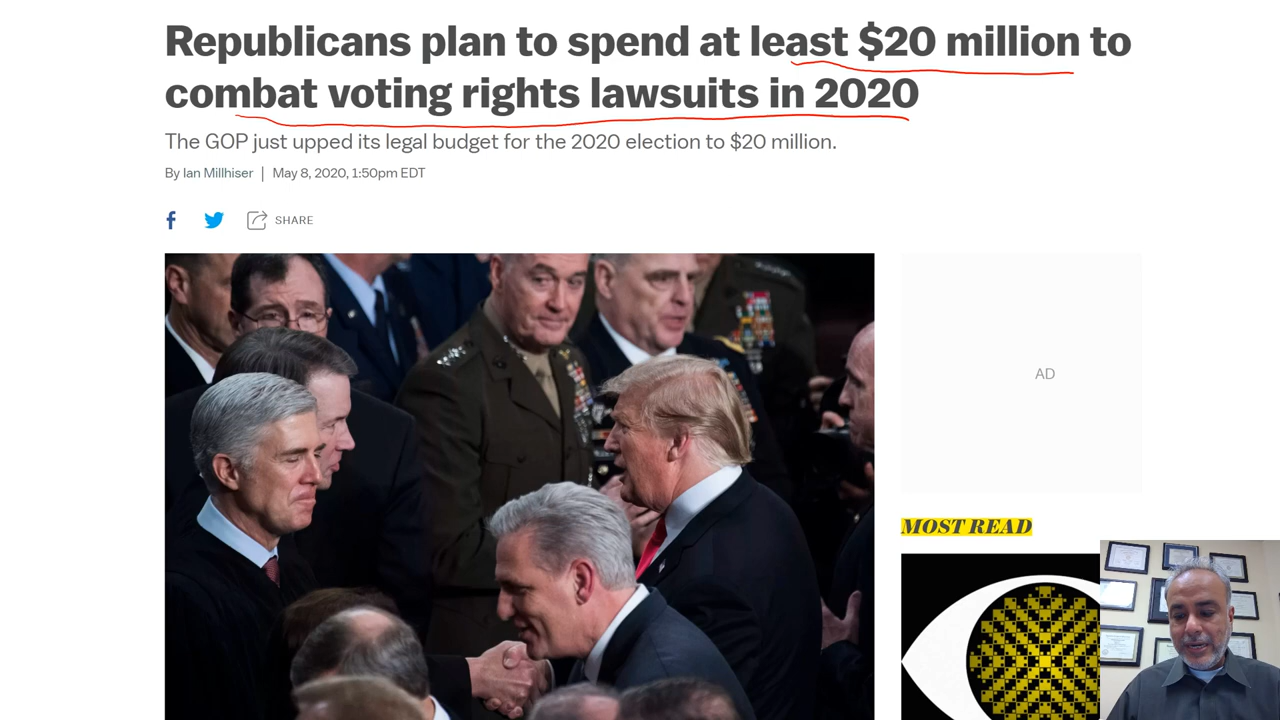 Republicans plan to spend at least $20 million to
combat voting rights lawsuits in 2020
The GOP just upped its legal budget for the 2020 election to $20 million.
By Ian Millhiser | May 8, 2020, 1:50pm EDT
SHARE
AD
MOST READ